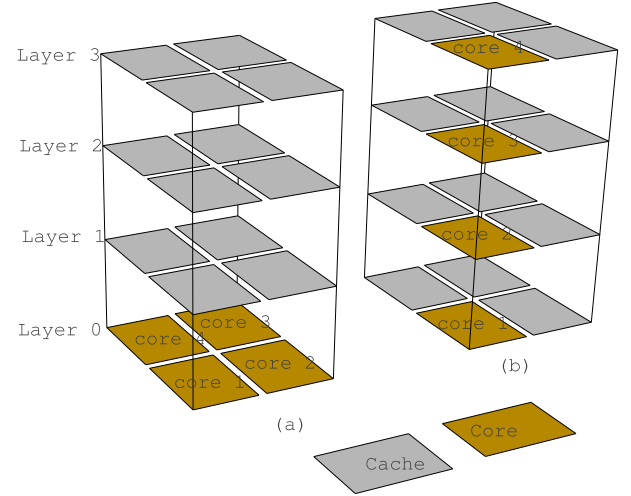 Layer 3
Layer 2
Layer 1
Layer 0
core 3
core 4
core 2
core 1
(a)
core 4
core 3
core 2
core 1
(b)
Cache
Core